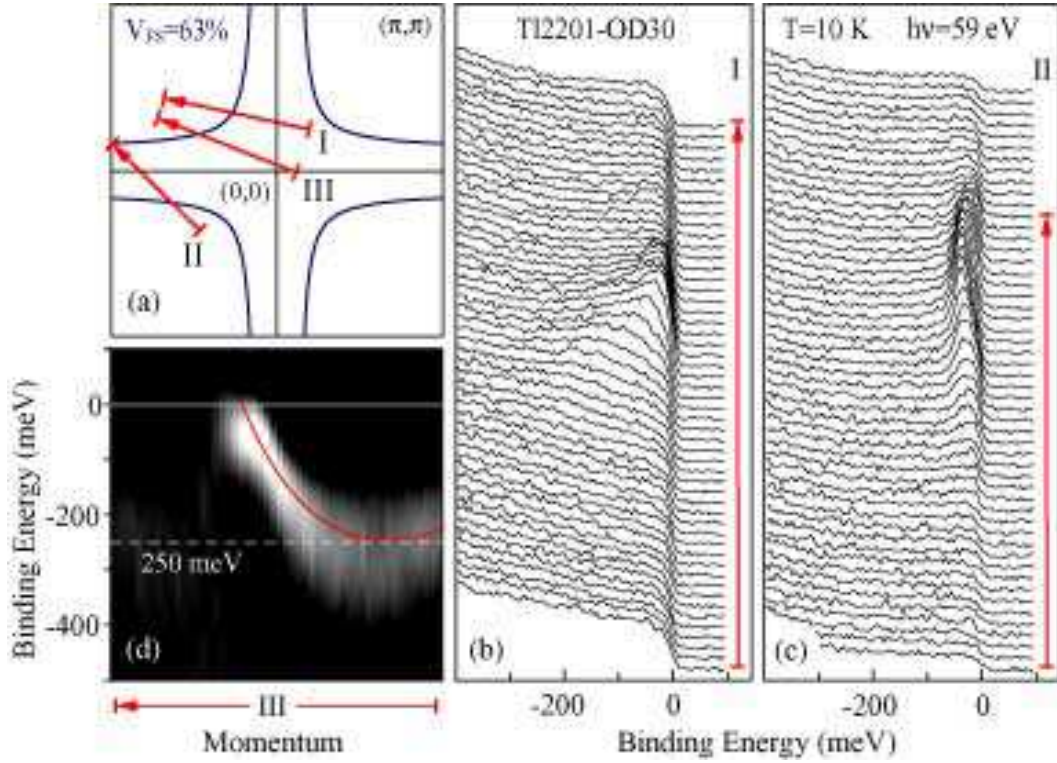 V_FS=63%
(π,π)
I
(0,0)
III
II
(a)
Tl2201-OD30
I
(b)
T=10 K hν=59 eV
II
(c)
0
-200
-400
Binding Energy (meV)
250 meV
(d)
III
Momentum
-200 0
-200 0
Binding Energy (meV)